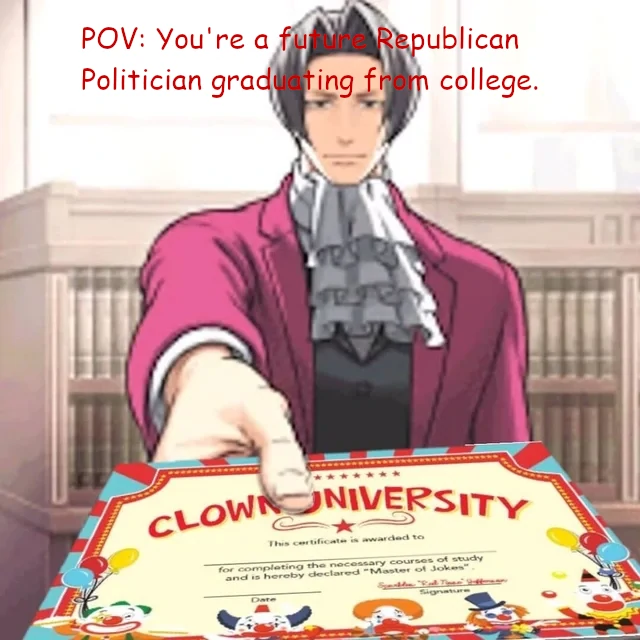 POV: You're a future Republican
Politician graduating from college.
CLOWN UNIVERSITY
This certificate is awarded to
for completing the necessary courses of study
and is hereby declared "Master of Jokes".
Date
Signature